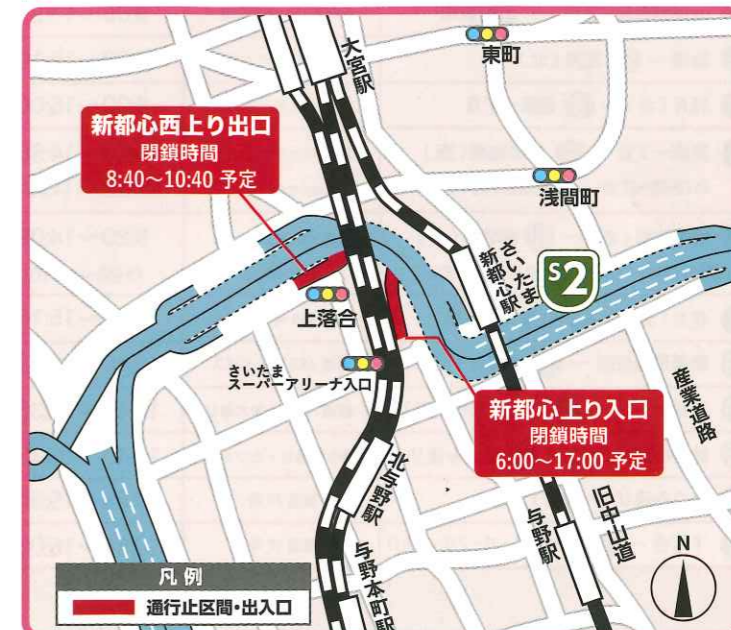 大宮駅
東町
新都心西上り出口
閉鎖時間
8:40〜10:40 予定
浅間町
さいたま
新都心駅
S2
上落合
さいたま
スーパーアリーナ入口
新都心上り入口
閉鎖時間
6:00〜17:00 予定
産業道路
北与野駅
与野駅
旧中山道
与野本町駅
N
凡例
通行止区間・出入口